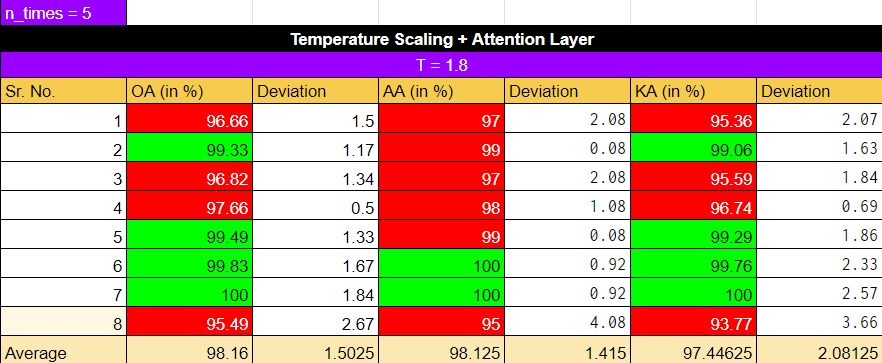 n_times = 5
Temperature Scaling + Attention Layer
T = 1.8
Sr. No. OA (in %) Deviation AA (in %) Deviation KA (in %) Deviation
1 96.66 1.5 97 2.08 95.36 2.07
2 99.33 1.17 99 0.08 99.06 1.63
3 96.82 1.34 97 2.08 95.59 1.84
4 97.66 0.5 98 1.08 96.74 0.69
5 99.49 1.33 99 0.08 99.29 1.86
6 99.83 1.67 100 0.92 99.76 2.33
7 100 1.84 100 0.92 100 2.57
8 95.49 2.67 95 4.08 93.77 3.66
Average 98.16 1.5025 98.125 1.415 97.44625 2.08125